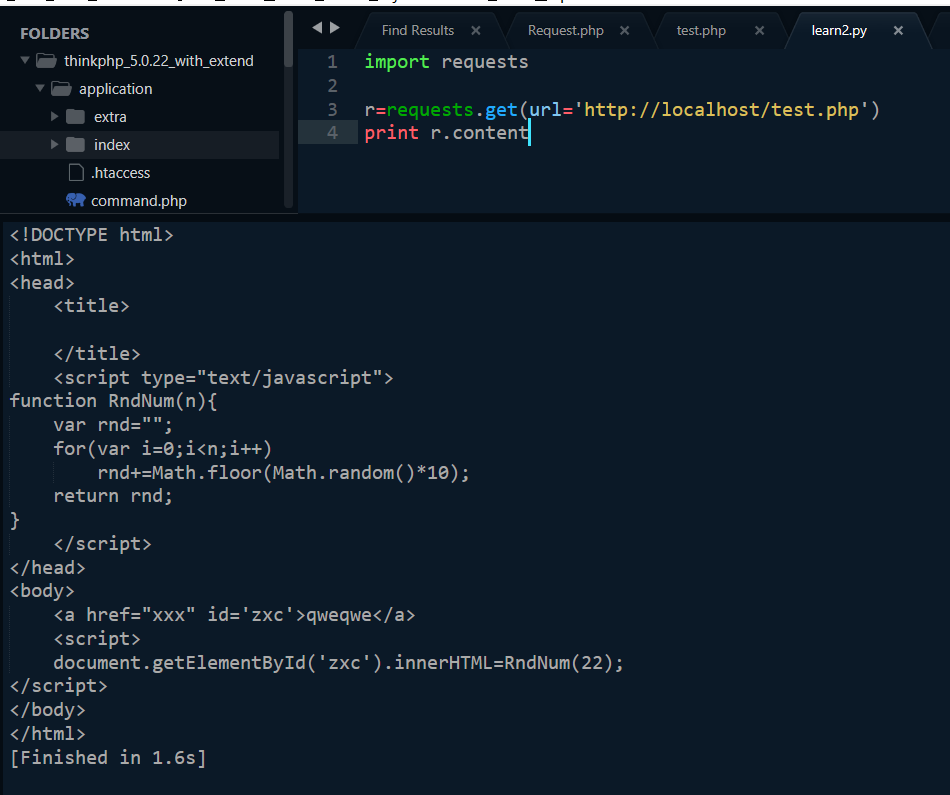 FOLDERS
thinkphp_5.0.22_with_extend
application
extra
index
.htaccess
command.php
Find Results
Request.php
test.php
learn2.py
1 import requests
2
3 r=requests.get(url='http://localhost/test.php')
4 print r.content
<!DOCTYPE html>
<html>
<head>
    <title>

    </title>
    <script type="text/javascript">
function RndNum(n){
    var rnd="";
    for(var i=0;i<n;i++)
        rnd+=Math.floor(Math.random()*10);
    return rnd;
}
    </script>
</head>
<body>
    <a href="xxx" id='zxc'>qweqwe</a>
    <script>
    document.getElementById('zxc').innerHTML=RndNum(22);
</script>
</body>
</html>
[Finished in 1.6s]